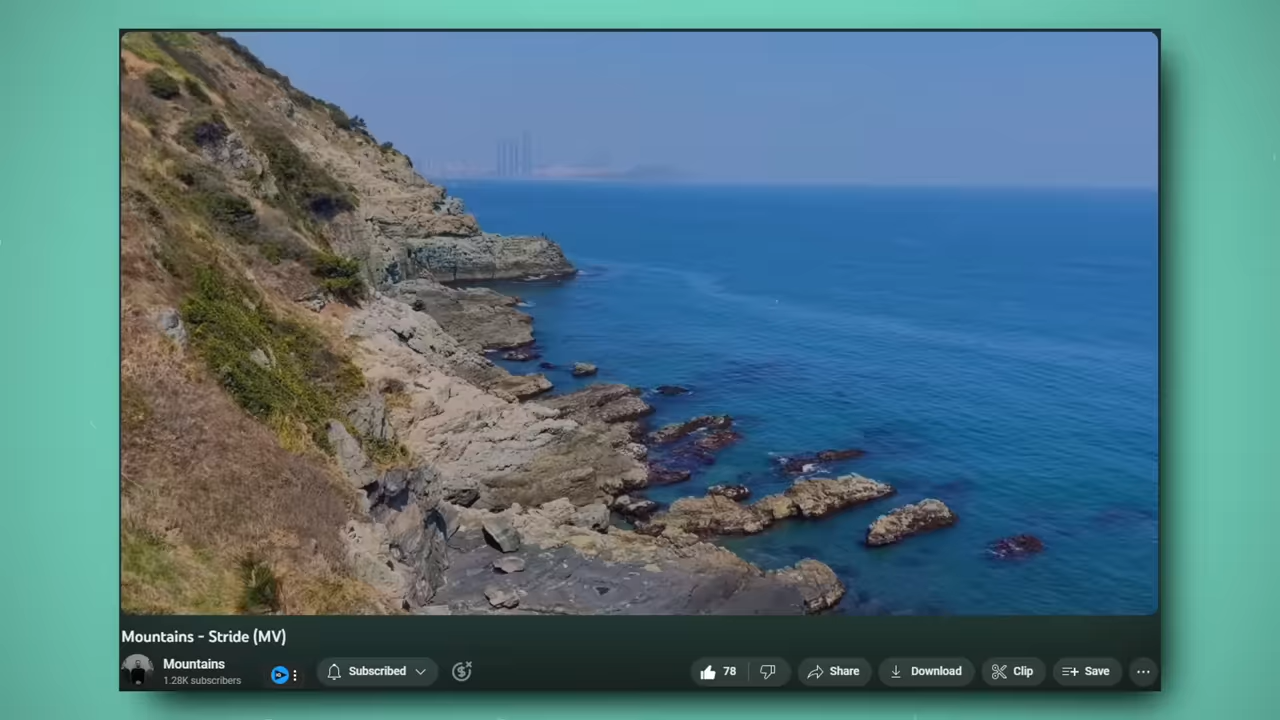 Mountains - Stride (MV)
Mountains
1.28K subscribers
Subscribed
78
Share
Download
Clip
Save